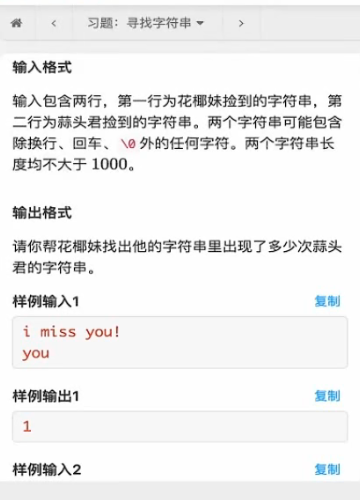 习题：寻找字符串
输入格式
输入包含两行，第一行为花椰妹捡到的字符串，第
二行为蒜头君捡到的字符串。两个字符串可能包含
除换行、回车、\0 外的任何字符。两个字符串长
度均不大于 1000。
输出格式
请你帮花椰妹找出他的字符串里出现了多少次蒜头
君的字符串。
样例输入1 复制
i miss you!
you
样例输出1 复制
1
样例输入2 复制